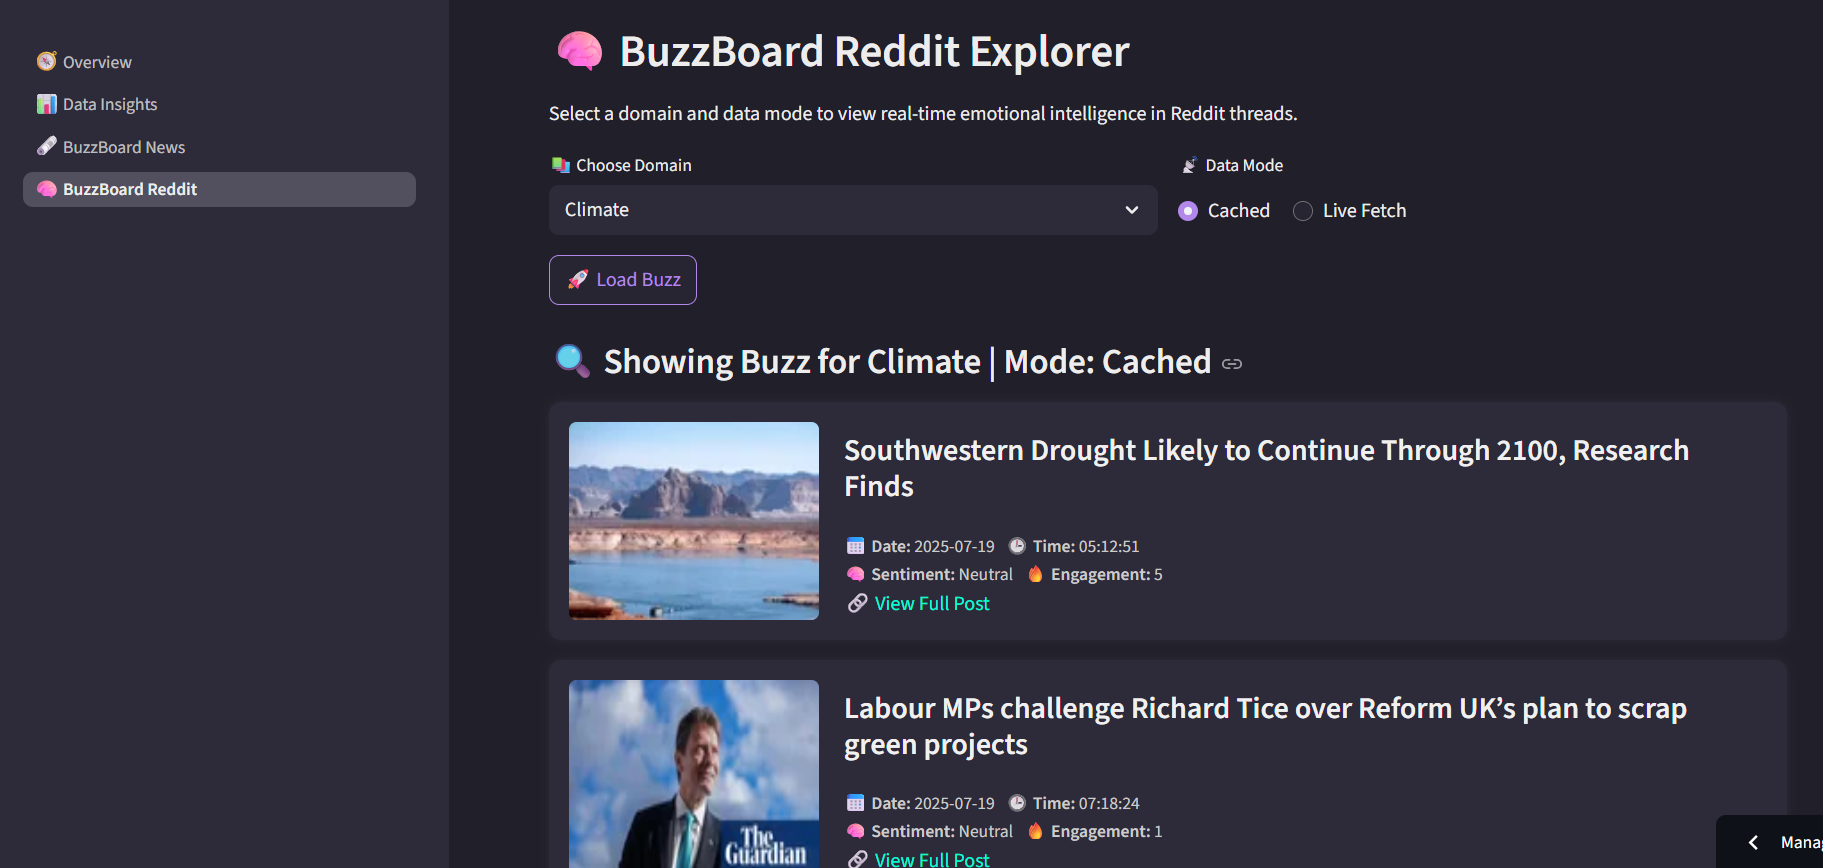 Overview
Data Insights
BuzzBoard News
BuzzBoard Reddit
BuzzBoard Reddit Explorer
Select a domain and data mode to view real-time emotional intelligence in Reddit threads.
Choose Domain
Climate
Data Mode
Cached
Live Fetch
Load Buzz
Showing Buzz for Climate | Mode: Cached
Southwestern Drought Likely to Continue Through 2100, Research
Finds
Date: 2025-07-19 Time: 05:12:51
Sentiment: Neutral Engagement: 5
View Full Post
Labour MPs challenge Richard Tice over Reform UK’s plan to scrap
green projects
The
Guardian
Date: 2025-07-19 Time: 07:18:24
Sentiment: Neutral Engagement: 1
View Full Post